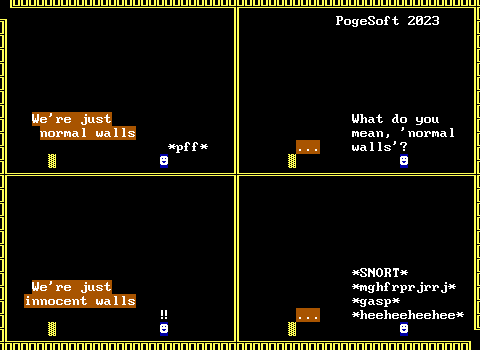 We're just
normal walls
*pff*
PogeSoft 2023
What do you
mean, 'normal
walls'?
...
We're just
innocent walls
!!
*SNORT*
*mghfrprjrrj*
*gasp*
*heeheeheehee*
...